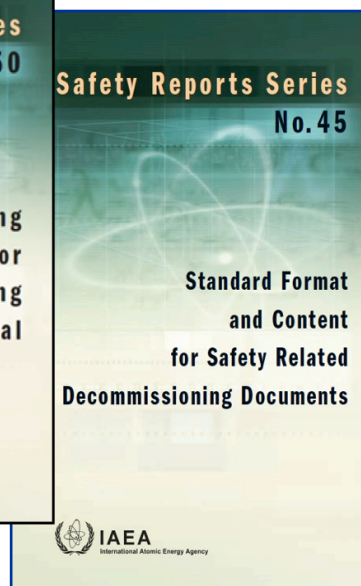 Safety Reports Series
No. 45
Standard Format
and Content
for Safety Related
Decommissioning Documents
IAEA
International Atomic Energy Agency